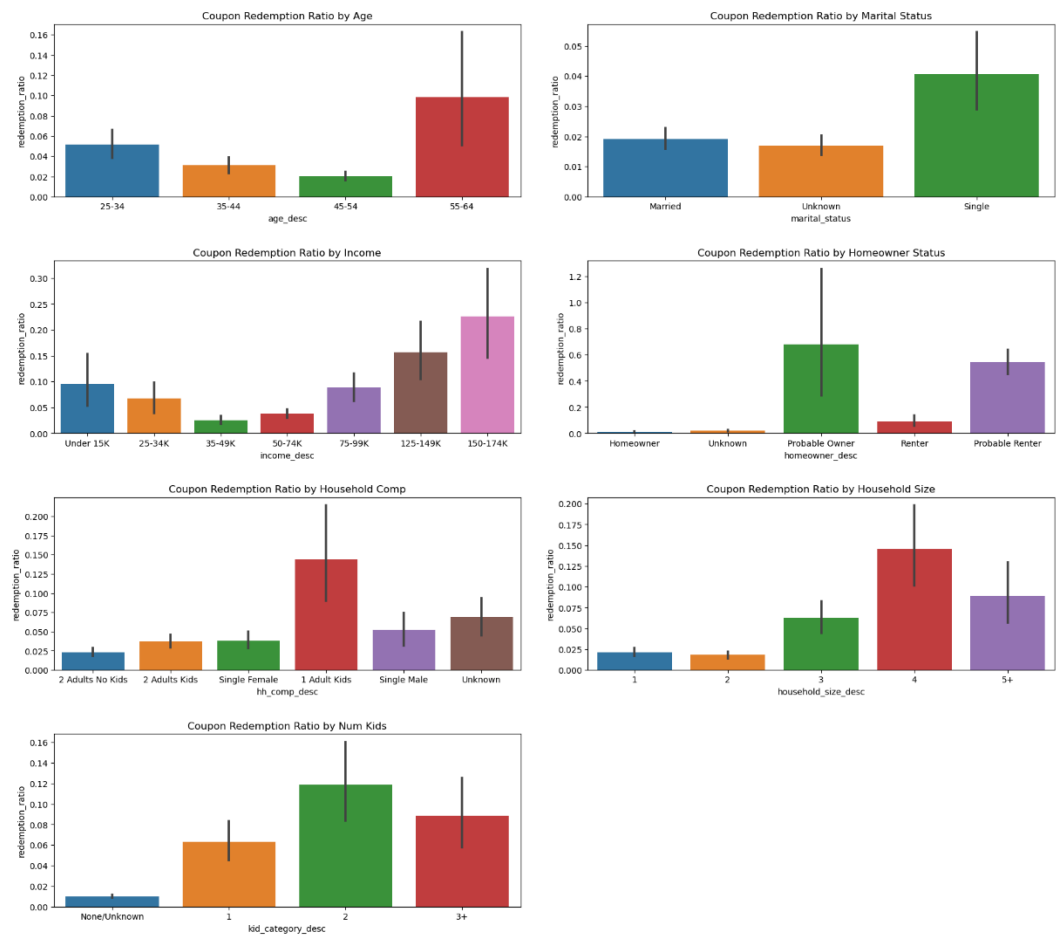 Coupon Redemption Ratio by Age
redemption_ratio
0.16
0.14
0.12
0.10
0.08
0.06
0.04
0.02
0.00
25-34 35-44 45-54 55-64
age_desc
Coupon Redemption Ratio by Marital Status
redemption_ratio
0.05
0.04
0.03
0.02
0.01
0.00
Married Unknown Single
marital_status
Coupon Redemption Ratio by Income
redemption_ratio
0.30
0.25
0.20
0.15
0.10
0.05
0.00
Under 15K 25-34K 35-49K 50-74K 75-99K 125-149K 150-174K
income_desc
Coupon Redemption Ratio by Homeowner Status
redemption_ratio
1.2
1.0
0.8
0.6
0.4
0.2
0.0
Homeowner Unknown Probable Owner Renter Probable Renter
homeowner_desc
Coupon Redemption Ratio by Household Comp
redemption_ratio
0.200
0.175
0.150
0.125
0.100
0.075
0.050
0.025
0.000
2 Adults No Kids 2 Adults Kids Single Female 1 Adult Kids Single Male Unknown
hh_comp_desc
Coupon Redemption Ratio by Household Size
redemption_ratio
0.200
0.175
0.150
0.125
0.100
0.075
0.050
0.025
0.000
1 2 3 4 5+
household_size_desc
Coupon Redemption Ratio by Num Kids
redemption_ratio
0.16
0.14
0.12
0.10
0.08
0.06
0.04
0.02
0.00
None/Unknown 1 2 3+
kid_category_desc